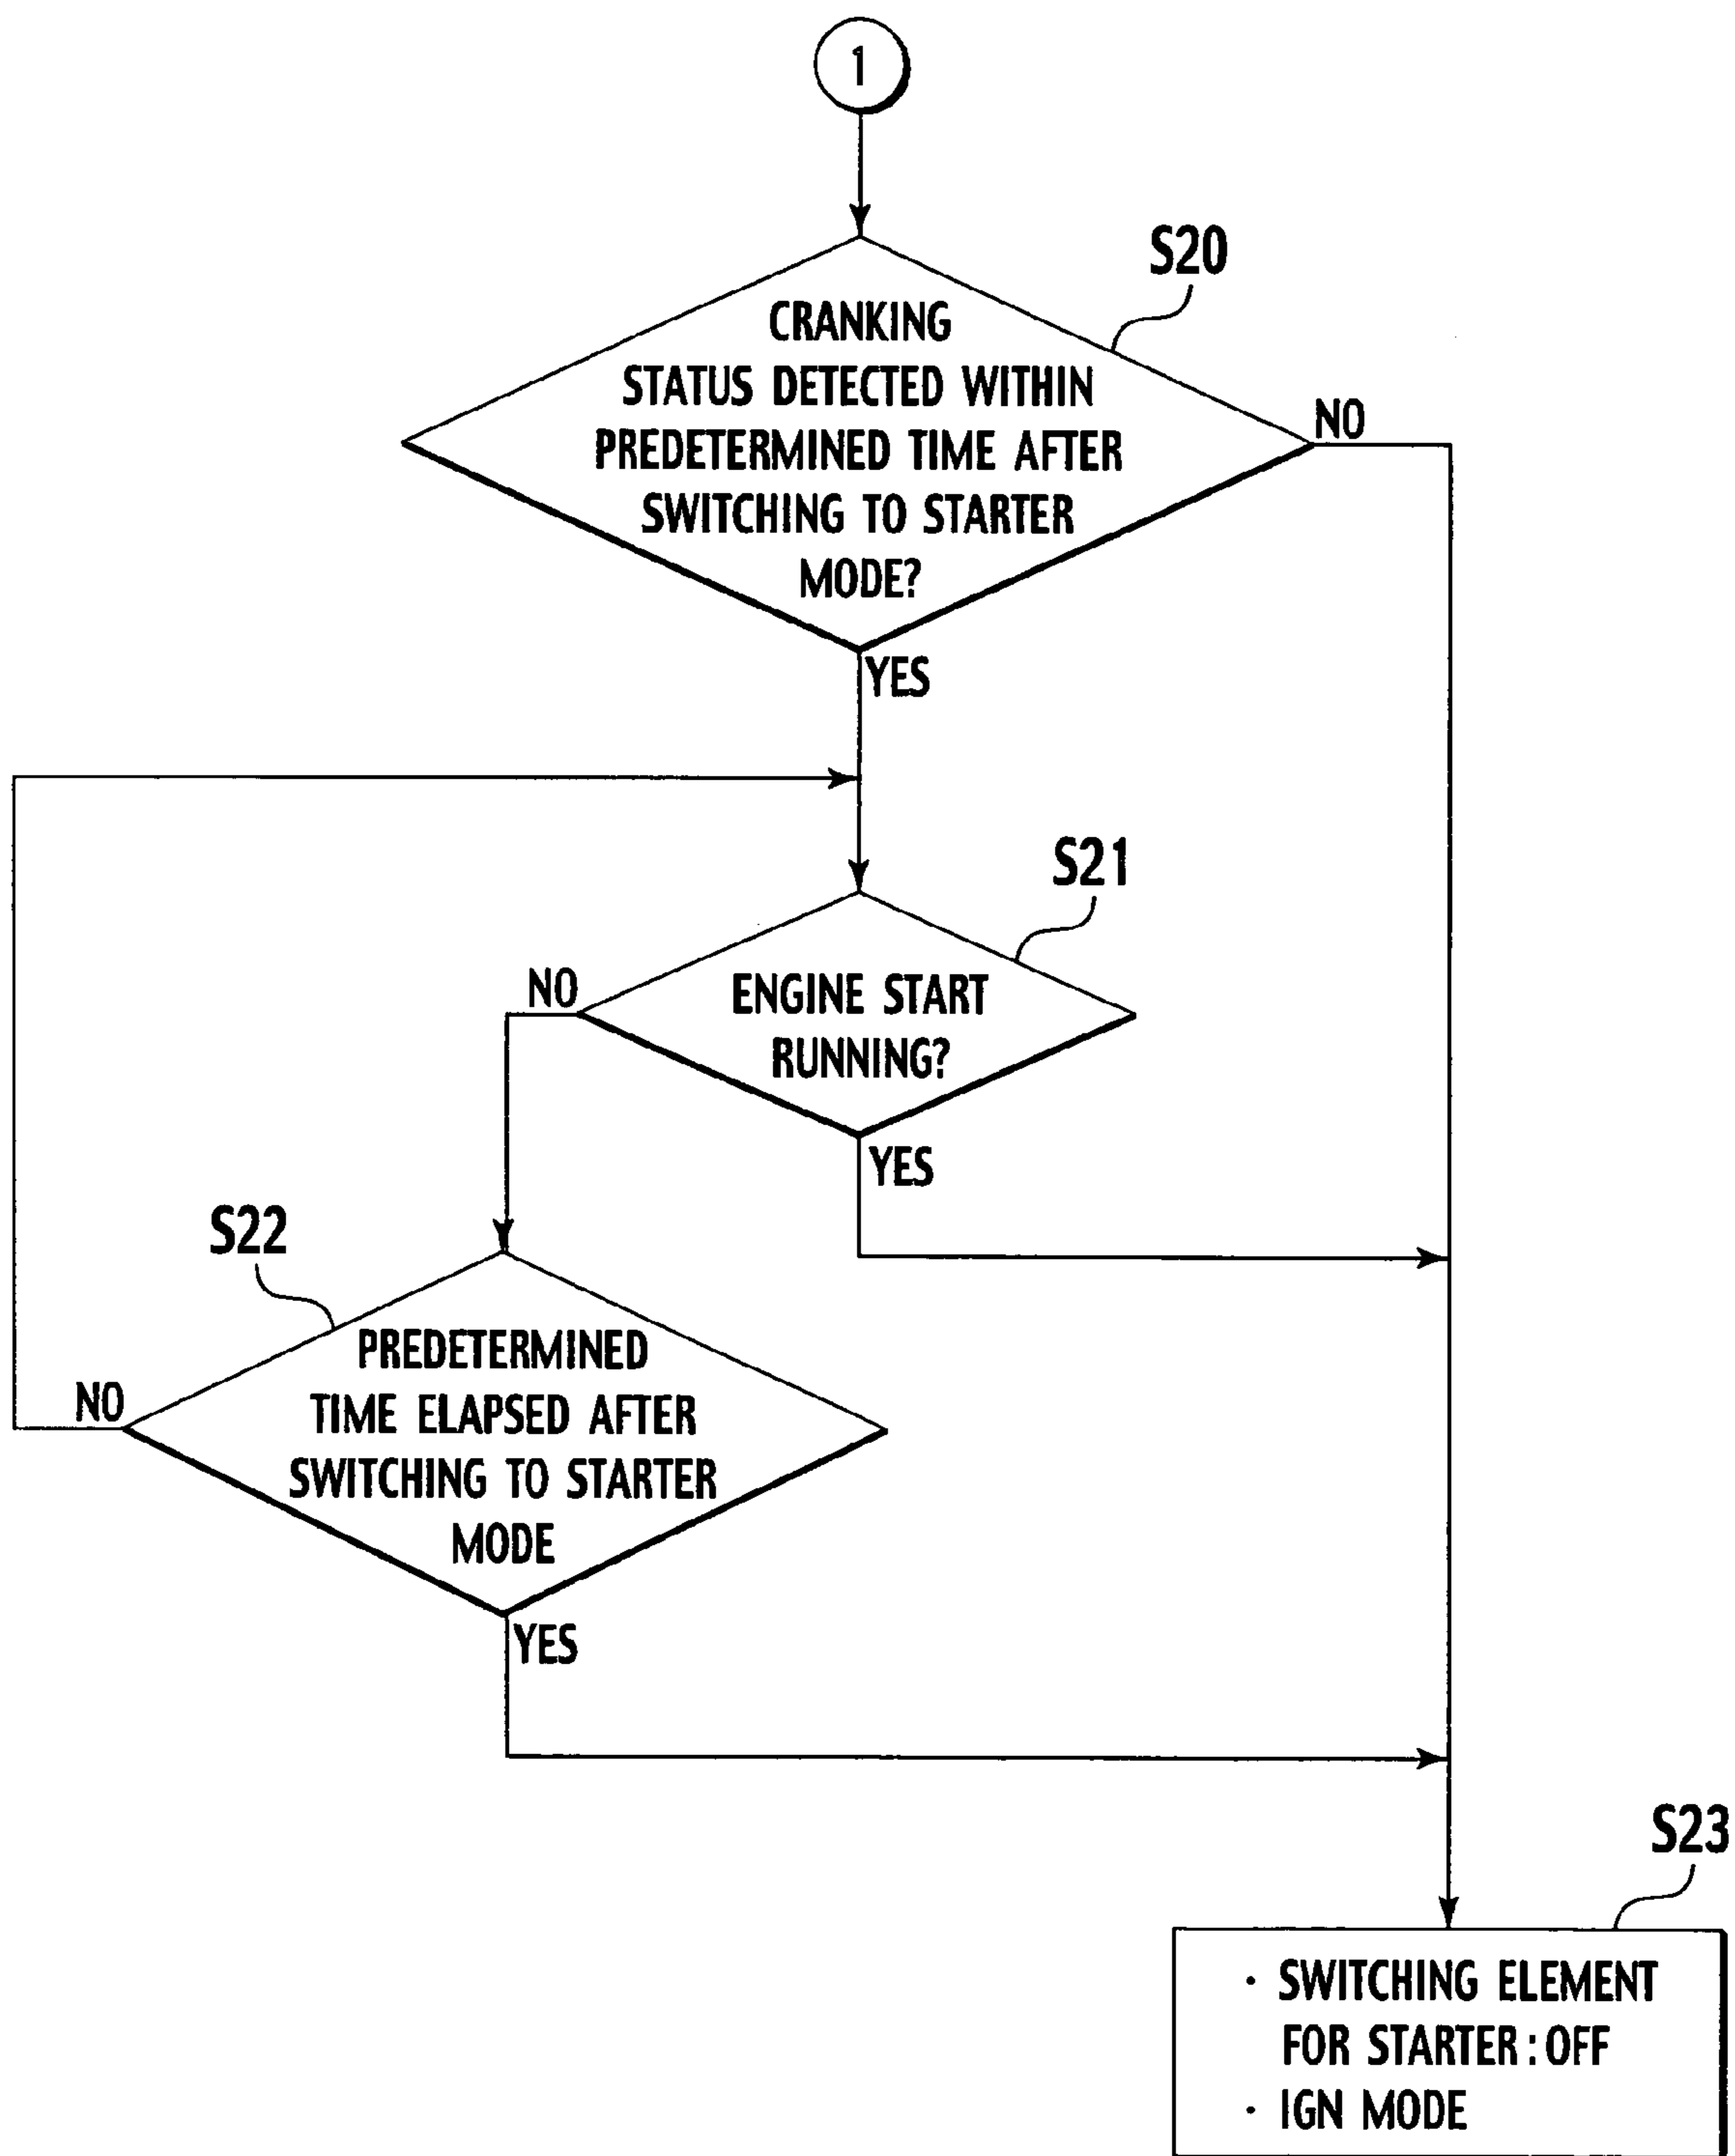 1
S20
CRANKING
STATUS DETECTED WITHIN
PREDETERMINED TIME AFTER
SWITCHING TO STARTER
MODE?
NO
YES
S21
NO
ENGINE START
RUNNING?
YES
S22
PREDETERMINED
TIME ELAPSED AFTER
SWITCHING TO STARTER
MODE
NO
YES
S23
· SWITCHING ELEMENT
FOR STARTER : OFF
· IGN MODE